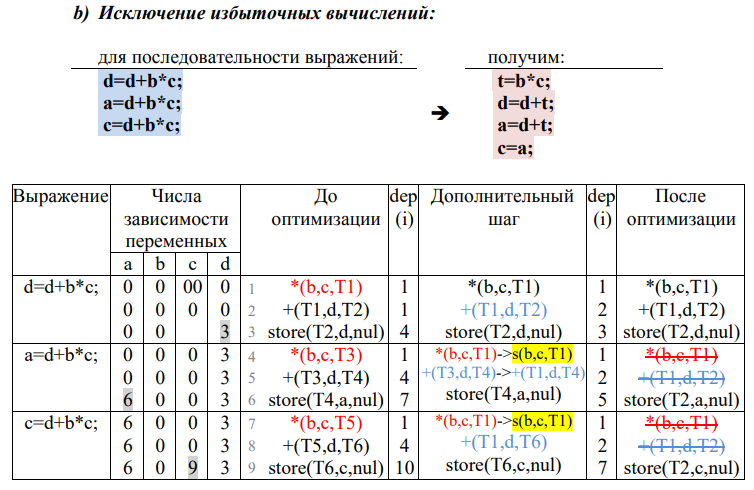 b) Исключение избыточных вычислений:
для последовательности выражений: получим:
d=d+b*c; t=b*c;
a=d+b*c; d=d+t;
c=d+b*c; ➔ a=d+t;
c=a;
Выражение Числа зависимости переменных До оптимизации dep (i) Дополнительный шаг dep (i) После оптимизации
a b c d
d=d+b*c; 0 0 00 0 1 *(b,c,T1) 1 *(b,c,T1) 1 *(b,c,T1)
0 0 0 0 2 +(T1,d,T2) 1 +(T1,d,T2) 2 +(T1,d,T2)
0 0 3 3 store(T2,d,nul) 4 store(T2,d,nul) 3 store(T2,d,nul)
a=d+b*c; 0 0 0 3 4 *(b,c,T3) 1 *(b,c,T1)->s(b,c,T1) 1 *(b,c,T1)
0 0 0 3 5 +(T3,d,T4) 4 +(T3,d,T4)->+(T1,d,T4) 2 +(T1,d,T2)
6 0 0 3 6 store(T4,a,nul) 7 store(T4,a,nul) 5 store(T2,a,nul)
c=d+b*c; 6 0 0 3 7 *(b,c,T5) 1 *(b,c,T1)->s(b,c,T1) 1 *(b,c,T1)
6 0 0 3 8 +(T5,d,T6) 4 +(T1,d,T6) 2 +(T1,d,T2)
6 0 9 3 9 store(T6,c,nul) 10 store(T6,c,nul) 7 store(T2,c,nul)